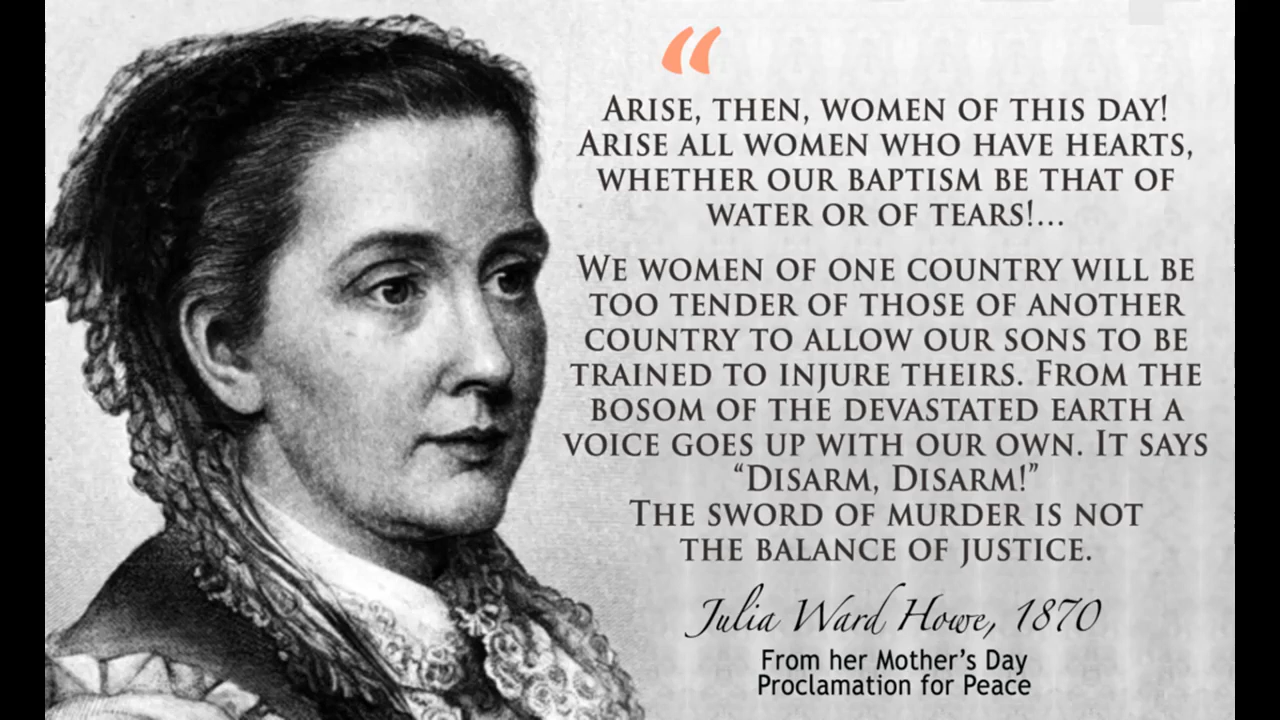 “
ARISE, THEN, WOMEN OF THIS DAY!
ARISE ALL WOMEN WHO HAVE HEARTS,
WHETHER OUR BAPTISM BE THAT OF
WATER OR OF TEARS!...
WE WOMEN OF ONE COUNTRY WILL BE
TOO TENDER OF THOSE OF ANOTHER
COUNTRY TO ALLOW OUR SONS TO BE
TRAINED TO INJURE THEIRS. FROM THE
BOSOM OF THE DEVASTATED EARTH A
VOICE GOES UP WITH OUR OWN. IT SAYS
“DISARM, DISARM!”
THE SWORD OF MURDER IS NOT
THE BALANCE OF JUSTICE.
Julia Ward Howe, 1870
From her Mother’s Day
Proclamation for Peace